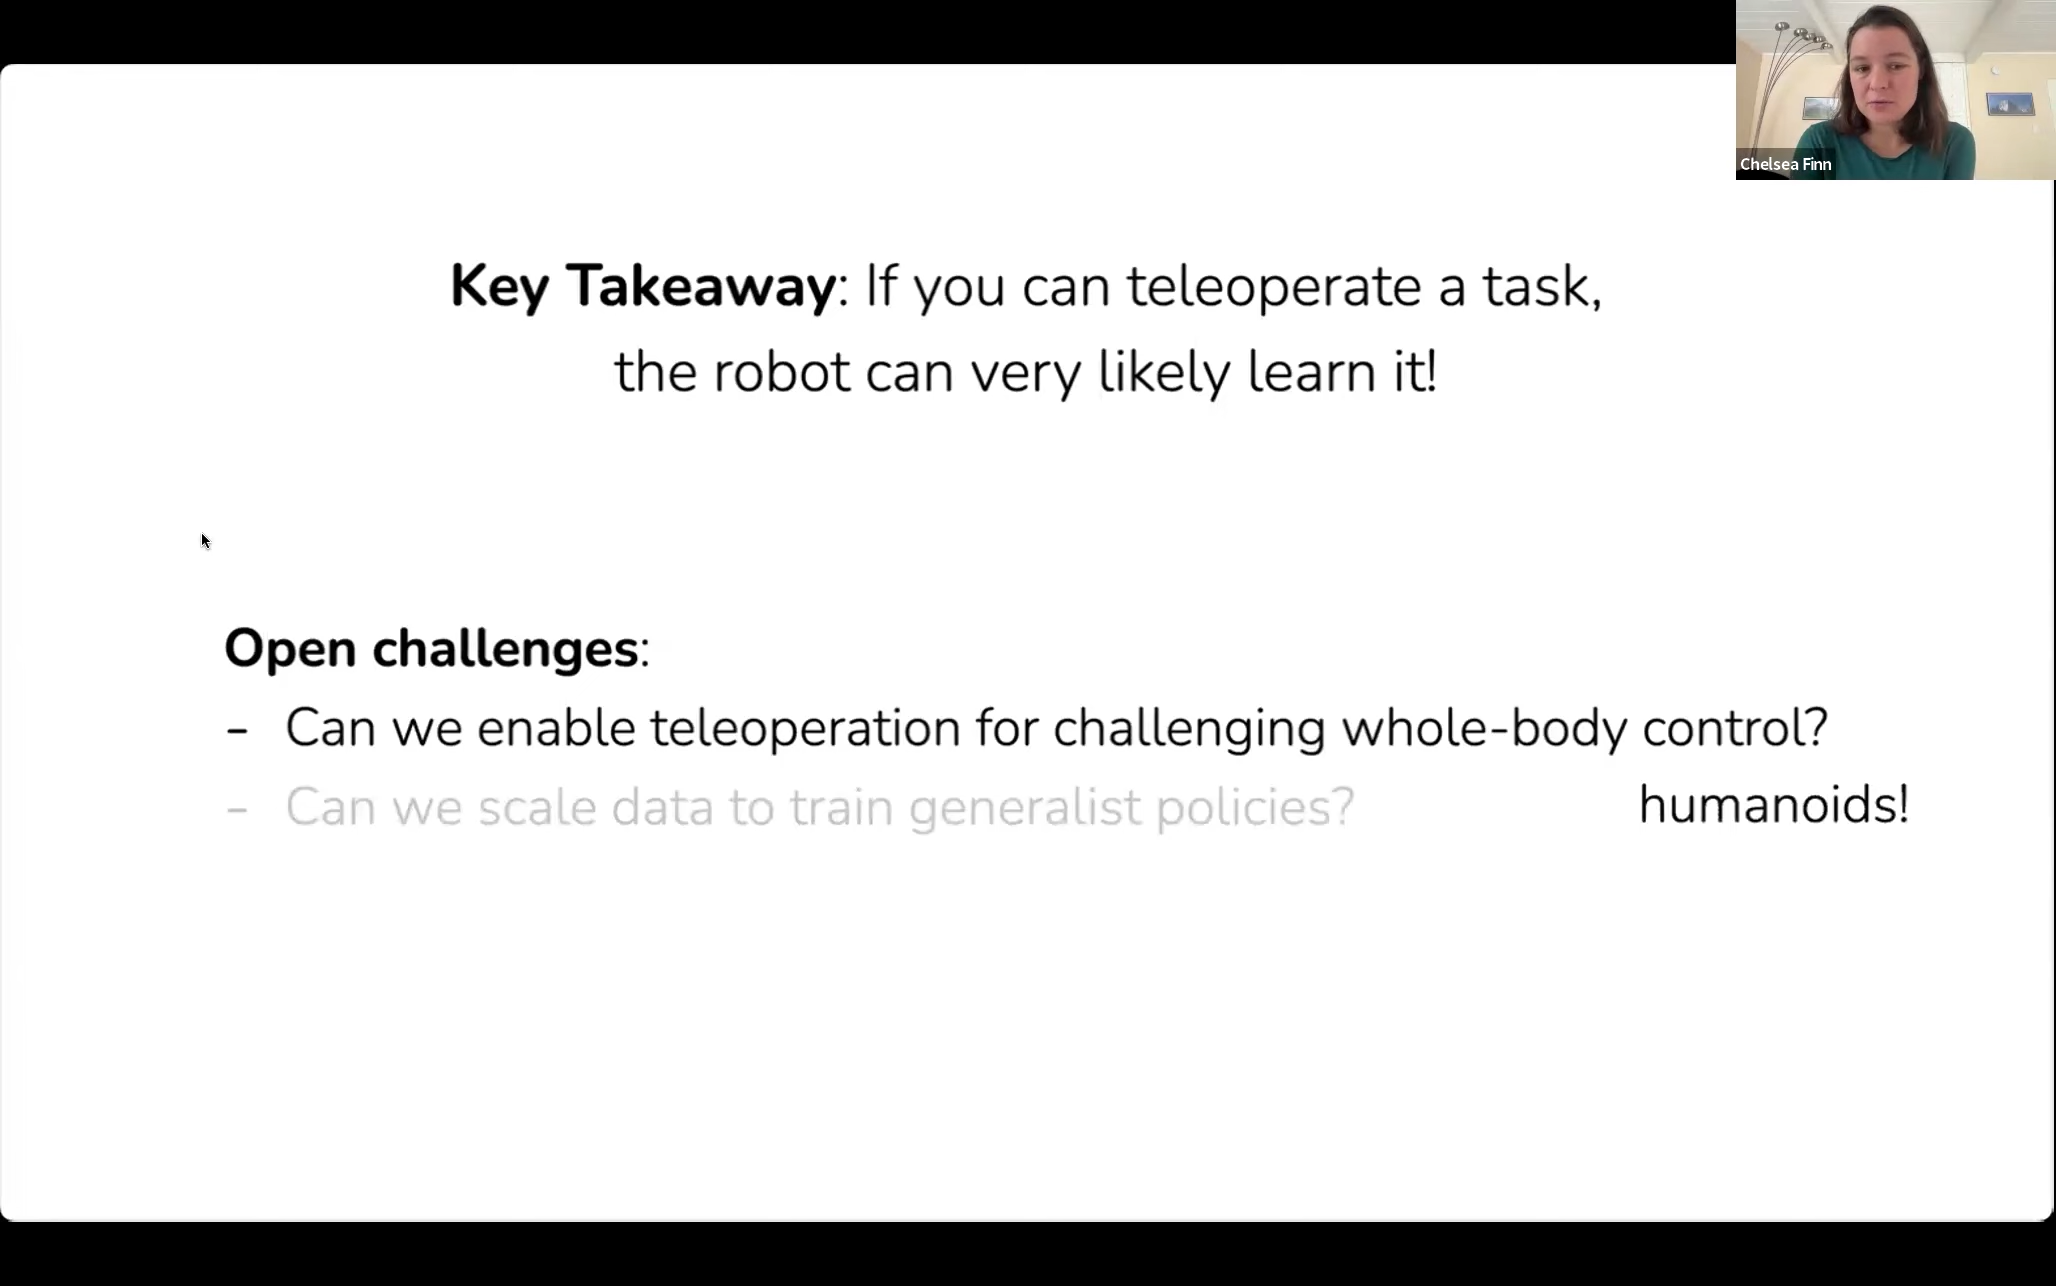 Chelsea Finn
Key Takeaway: If you can teleoperate a task,
the robot can very likely learn it!
Open challenges:
- Can we enable teleoperation for challenging whole-body control?
- Can we scale data to train generalist policies?
humanoids!